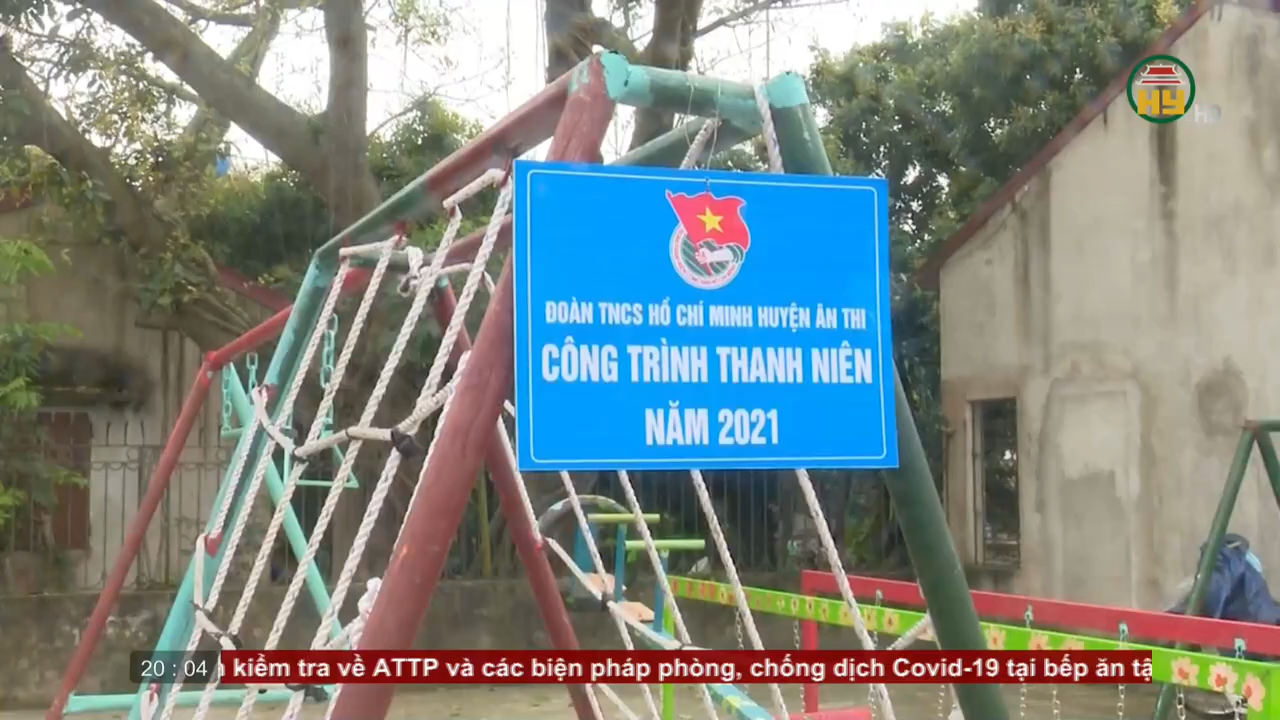 HY HD
ĐOÀN TNCS HỒ CHÍ MINH HUYỆN ÂN THI
CÔNG TRÌNH THANH NIÊN
NĂM 2021
20 : 04
kiểm tra về ATTP và các biện pháp phòng, chống dịch Covid-19 tại bếp ăn